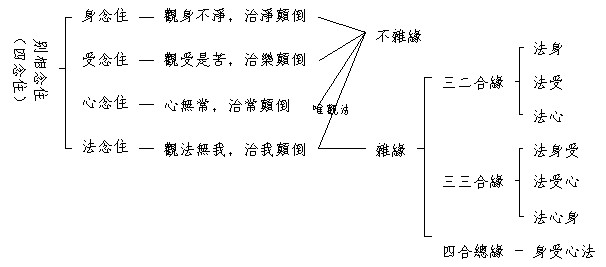 別相念住
（四念住）
身念住 — 觀身不淨，治淨顛倒
受念住 — 觀受是苦，治樂顛倒
心念住 — 心無常，治常顛倒
法念住 — 觀法無我，治我顛倒
不雜緣
唯觀法
雜緣
三二合緣
法身
法受
法心
三三合緣
法身受
法受心
法心身
四合總緣 — 身受心法